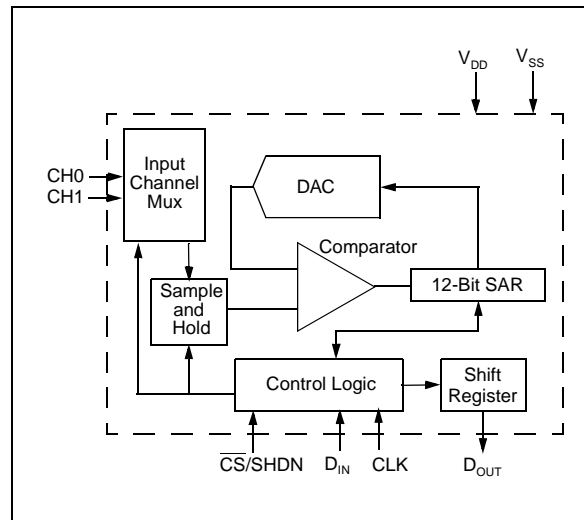 V_DD
V_SS
Input
Channel
Mux
CH0
CH1
DAC
Comparator
Sample
and
Hold
12-Bit SAR
Control Logic
Shift
Register
C̅S̅/SHDN
D_IN
CLK
D_OUT